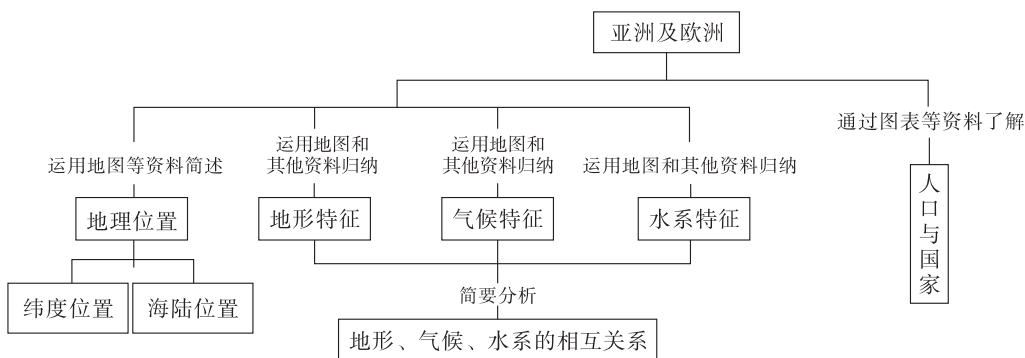 亚洲及欧洲
通过图表等资料了解
运用地图等资料简述
运用地图和
其他资料归纳
运用地图和
其他资料归纳
运用地图和其他资料归纳
地理位置
地形特征
气候特征
水系特征
人口与国家
纬度位置
海陆位置
简要分析
地形、气候、水系的相互关系